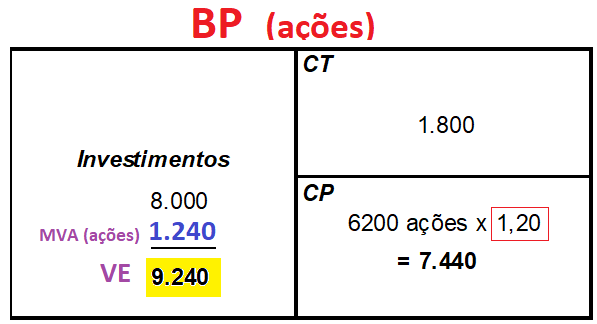 BP (ações)
CT
1.800
Investimentos
8.000
MVA (ações) 1.240
VE 9.240
CP
6200 ações x 1,20
= 7.440